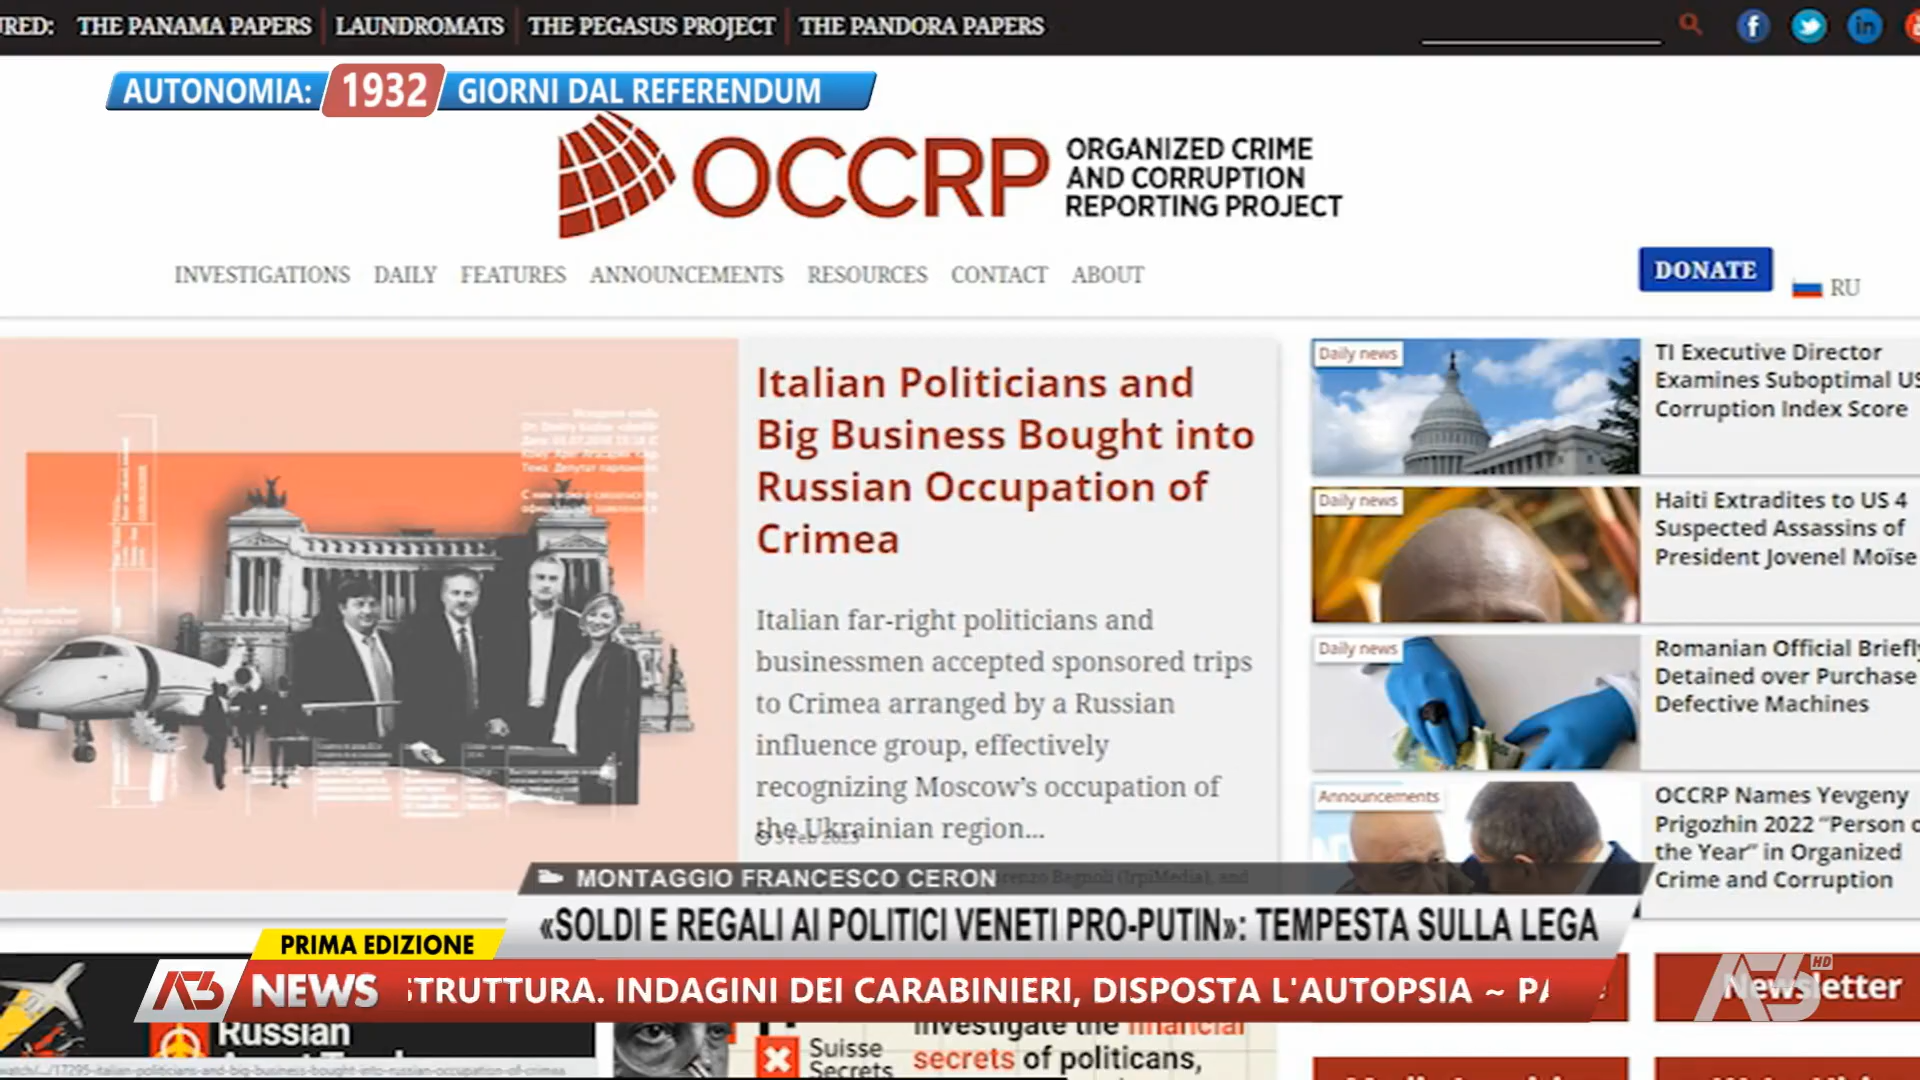 THE PANAMA PAPERS LAUNDROMATS THE PEGASUS PROJECT THE PANDORA PAPERS
AUTONOMIA: 1932 GIORNI DAL REFERENDUM
OCCRP
ORGANIZED CRIME
AND CORRUPTION
REPORTING PROJECT
INVESTIGATIONS DAILY FEATURES ANNOUNCEMENTS RESOURCES CONTACT ABOUT
DONATE
RU
Italian Politicians and
Big Business Bought into
Russian Occupation of
Crimea
Italian far-right politicians and
businessmen accepted sponsored trips
to Crimea arranged by a Russian
influence group, effectively
recognizing Moscow's occupation of
the Ukrainian region...
Daily news
TI Executive Director
Examines Suboptimal US
Corruption Index Score
Daily news
Haiti Extradites to US 4
Suspected Assassins of
President Jovenel Moïse
Daily news
Romanian Official Briefly
Detained over Purchase
Defective Machines
Announcements
OCCRP Names Yevgeny
Prigozhin 2022 “Person o
the Year” in Organized
Crime and Corruption
MONTAGGIO FRANCESCO CERON
«SOLDI E REGALI AI POLITICI VENETI PRO-PUTIN»: TEMPESTA SULLA LEGA
PRIMA EDIZIONE
A3 NEWS STRUTTURA. INDAGINI DEI CARABINIERI, DISPOSTA L'AUTOPSIA ~ PA
A3 HD
Newsletter
Russian
Suisse
Secrets
investigate the financial
secrets of politicans,